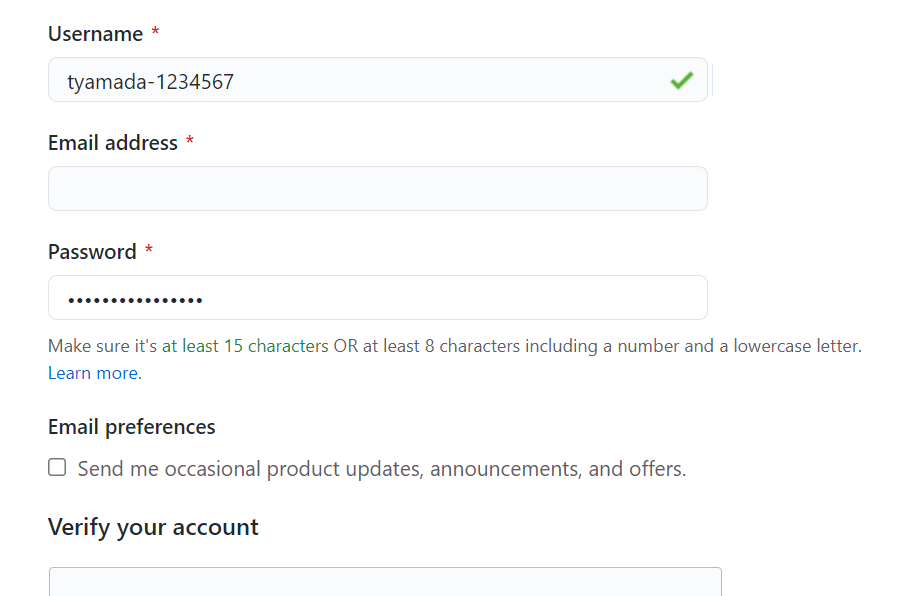 Username *
tyamada-1234567
Email address *
Password *
••••••••••••••••
Make sure it's at least 15 characters OR at least 8 characters including a number and a lowercase letter.
Learn more.
Email preferences
Send me occasional product updates, announcements, and offers.
Verify your account